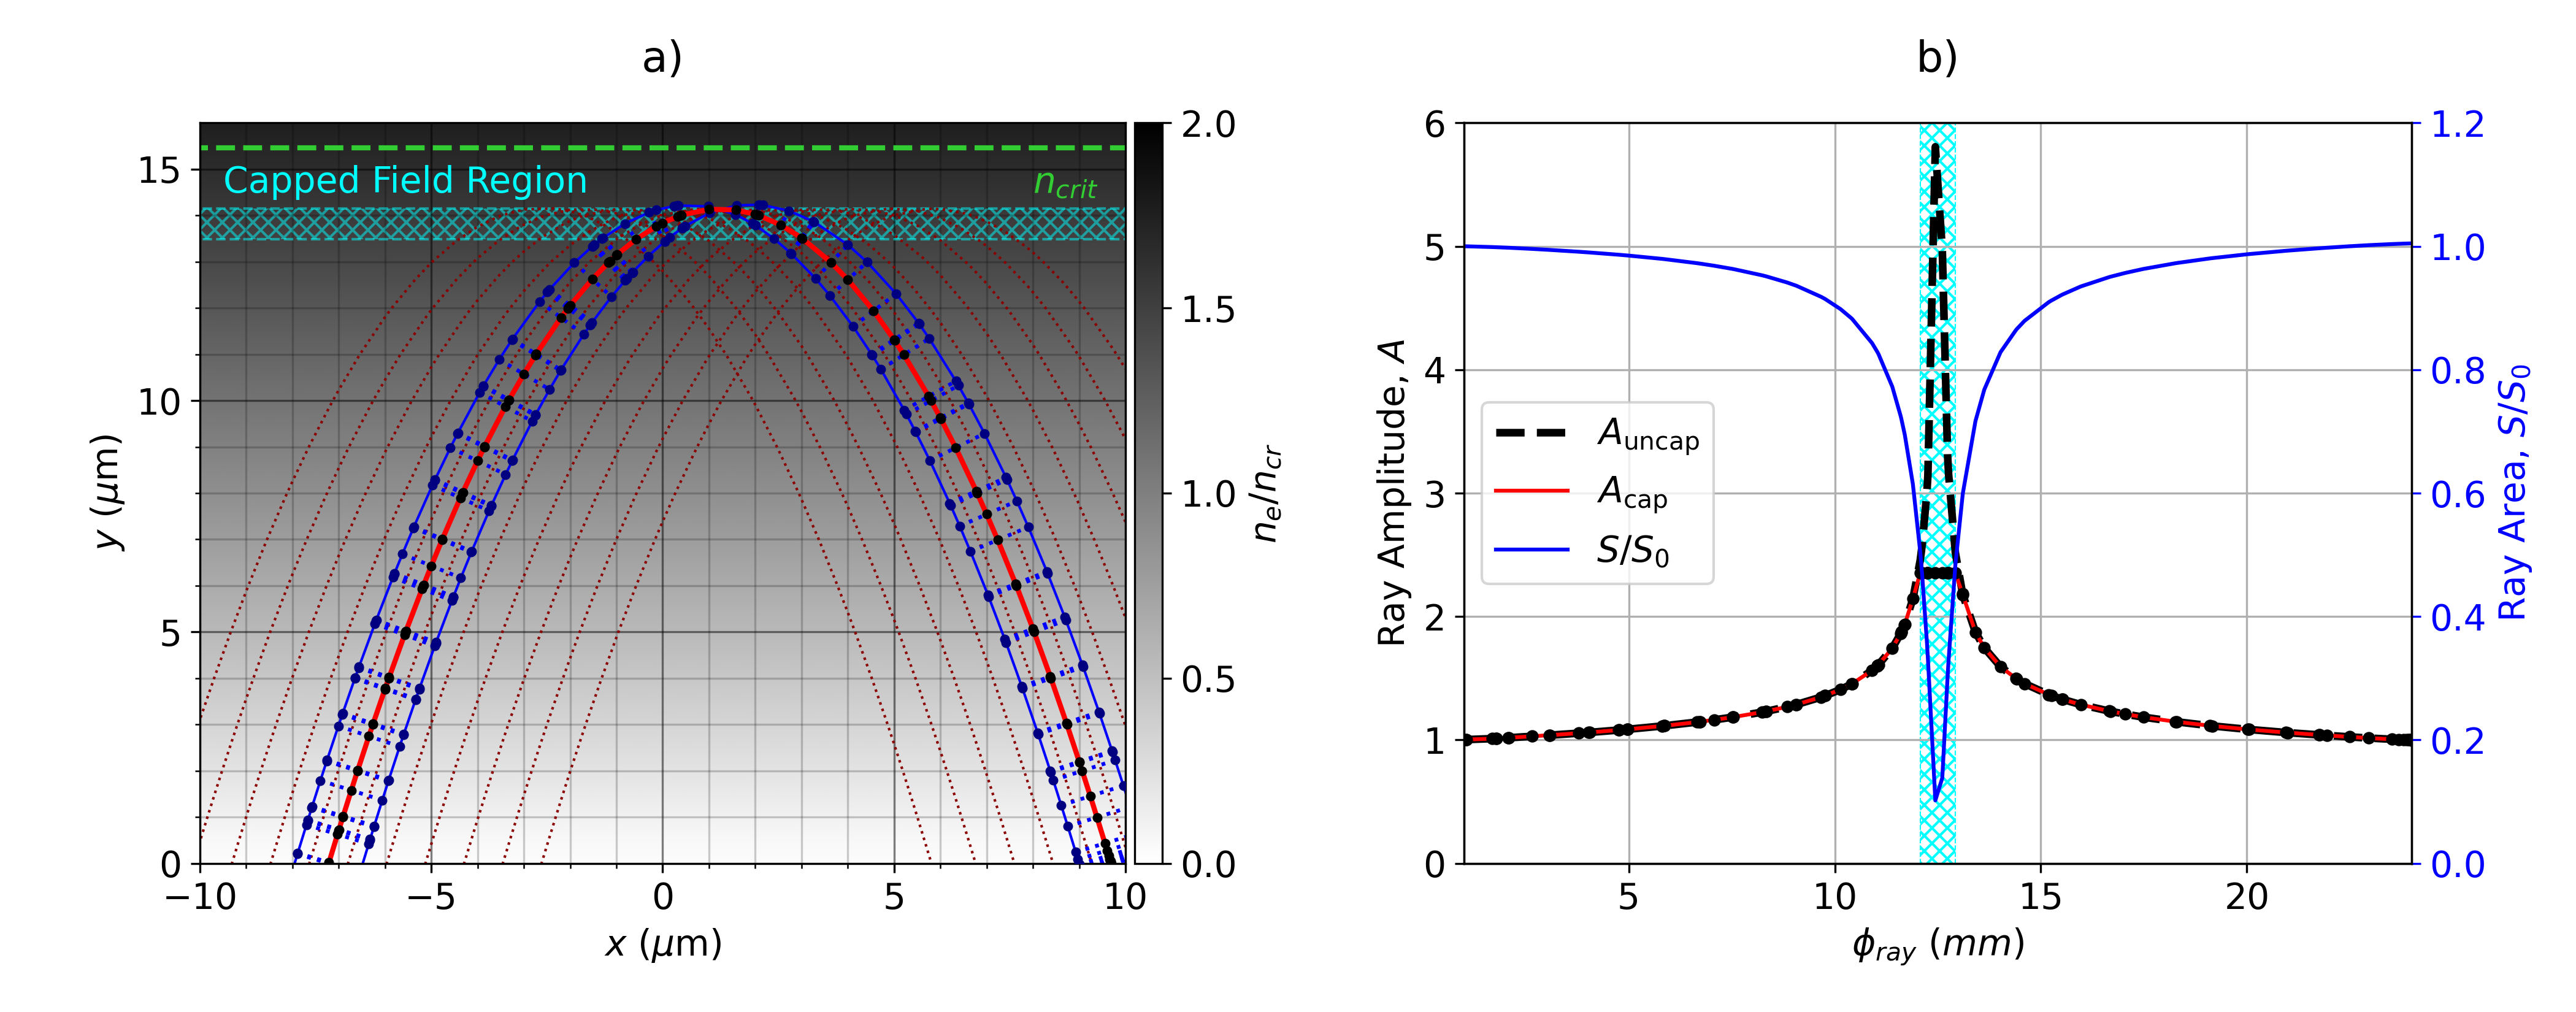 a)
15
10
5
0
y (μm)
Capped Field Region
n_crit
−10
−5
0
5
10
x (μm)
2.0
1.5
1.0
0.5
0.0
n_e/n_cr
b)
6
5
4
3
2
1
0
Ray Amplitude, A
A_uncap
A_cap
S/S_0
5
10
15
20
ϕ_ray (mm)
1.2
1.0
0.8
0.6
0.4
0.2
0.0
Ray Area, S/S_0